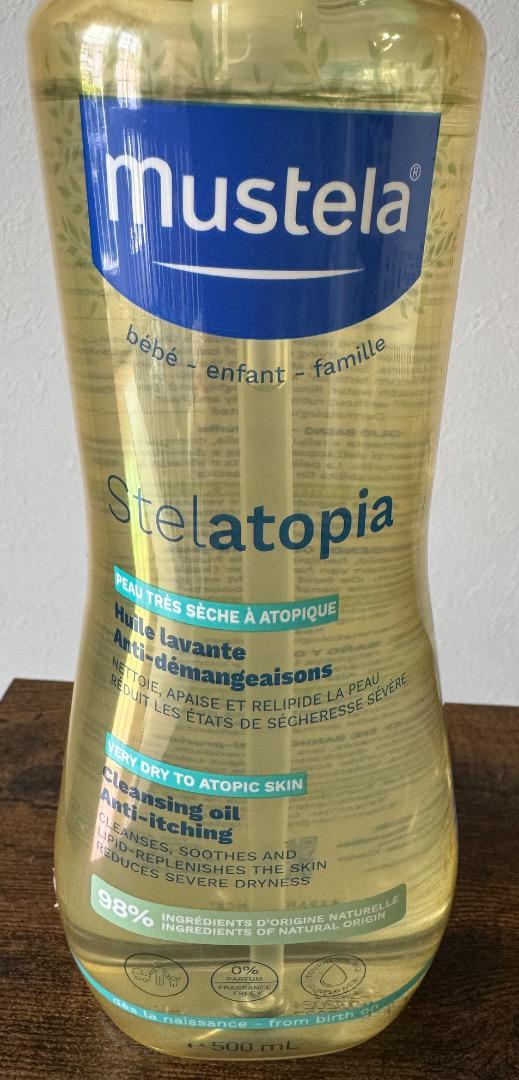 mustela®
bébé - enfant - famille
Stelatopia
PEAU TRÈS SÈCHE À ATOPIQUE
Huile lavante
Anti-démangeaisons
NETTOIE, APAISE ET RELIPIDE LA PEAU
RÉDUIT LES ÉTATS DE SÉCHERESSE SÉVÈRE
VERY DRY TO ATOPIC SKIN
Cleansing oil
Anti-itching
CLEANSES, SOOTHES AND
LIPID-REPLENISHES THE SKIN
REDUCES SEVERE DRYNESS
98% INGRÉDIENTS D'ORIGINE NATURELLE
INGREDIENTS OF NATURAL ORIGIN
0%
PARFUM
FRAGRANCE
FREE
dès la naissance - from birth on
500 mL